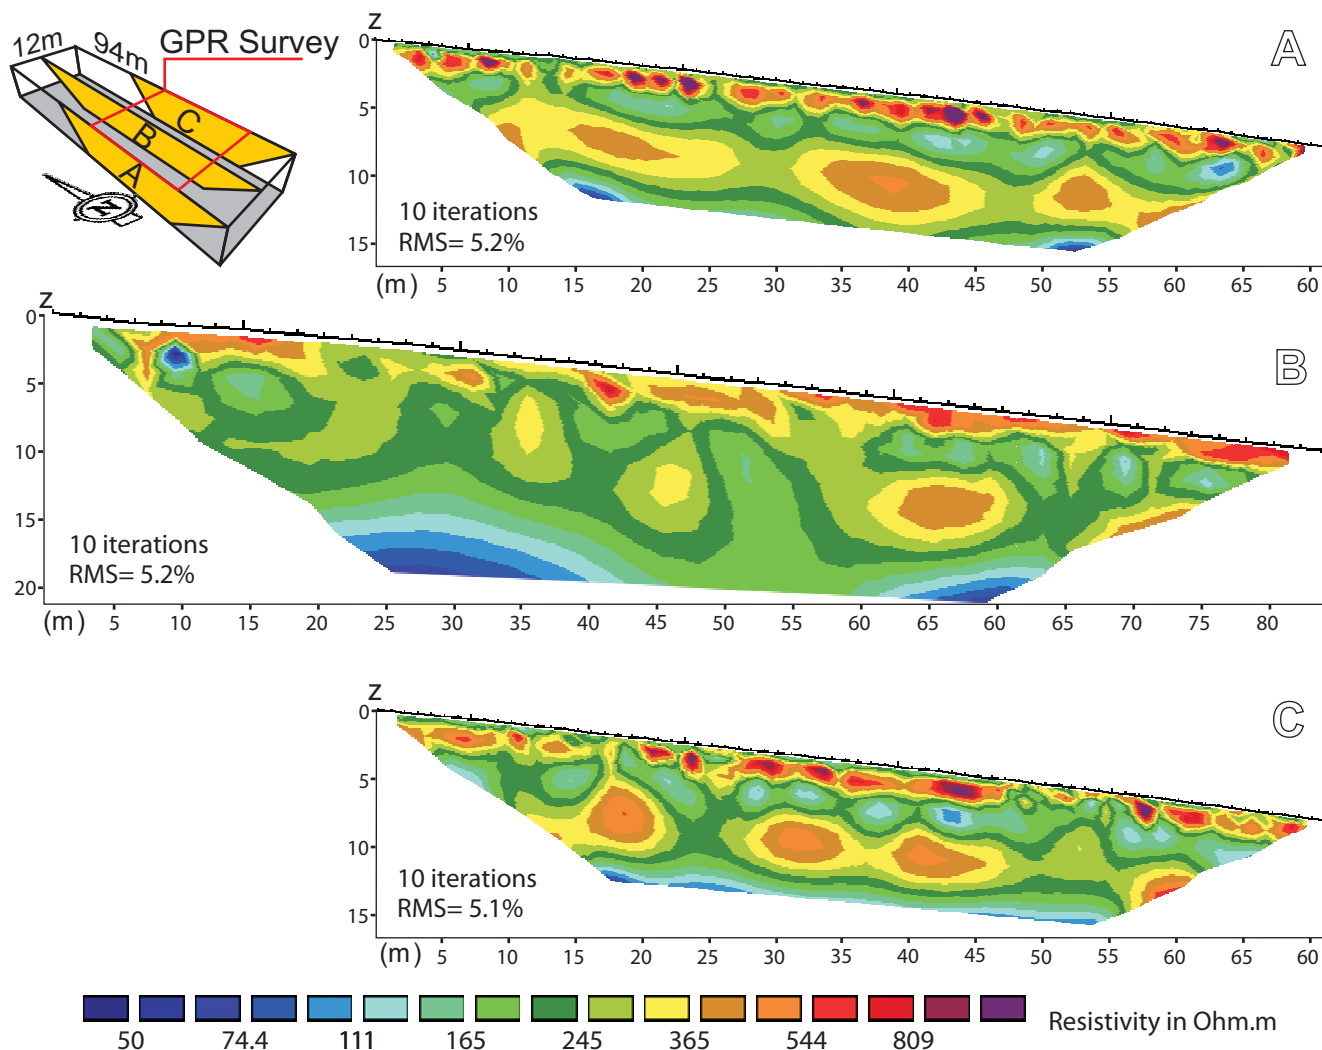 12m
94m
GPR Survey
A
B
C
N
Z
A
0
5
10
15
10 iterations
RMS= 5.2%
(m) 5 10 15 20 25 30 35 40 45 50 55 60 65 60
Z
B
0
5
10
15
20
10 iterations
RMS= 5.2%
(m) 5 10 15 20 25 30 35 45 45 50 60 60 65 70 75 80
Z
C
0
5
10
15
10 iterations
RMS= 5.1%
(m) 5 10 15 20 25 30 35 40 45 50 55 60 65 60
50 74.4 111 165 245 365 544 809
Resistivity in Ohm.m